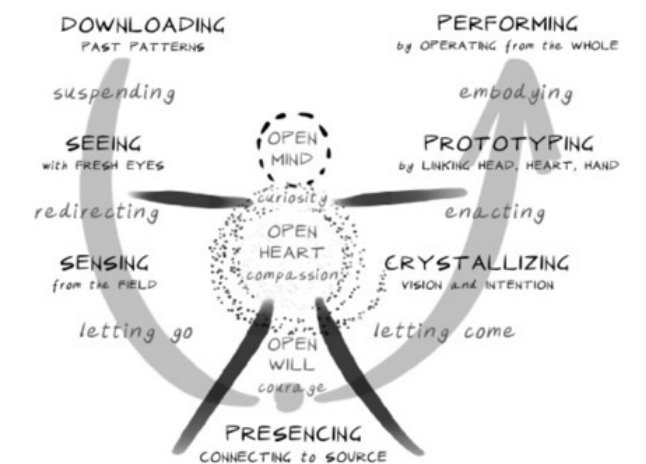 DOWNLOADING
PAST PATTERNS
suspending
SEEING
with FRESH EYES
redirecting
SENSING
from the FIELD
letting go
OPEN
MIND
curiosity
OPEN
HEART
compassion
OPEN
WILL
courage
PRESENCING
CONNECTING to SOURCE
PERFORMING
by OPERATING from the WHOLE
embodying
PROTOTYPING
by LINKING HEAD, HEART, HAND
enacting
CRYSTALLIZING
VISION and INTENTION
letting come